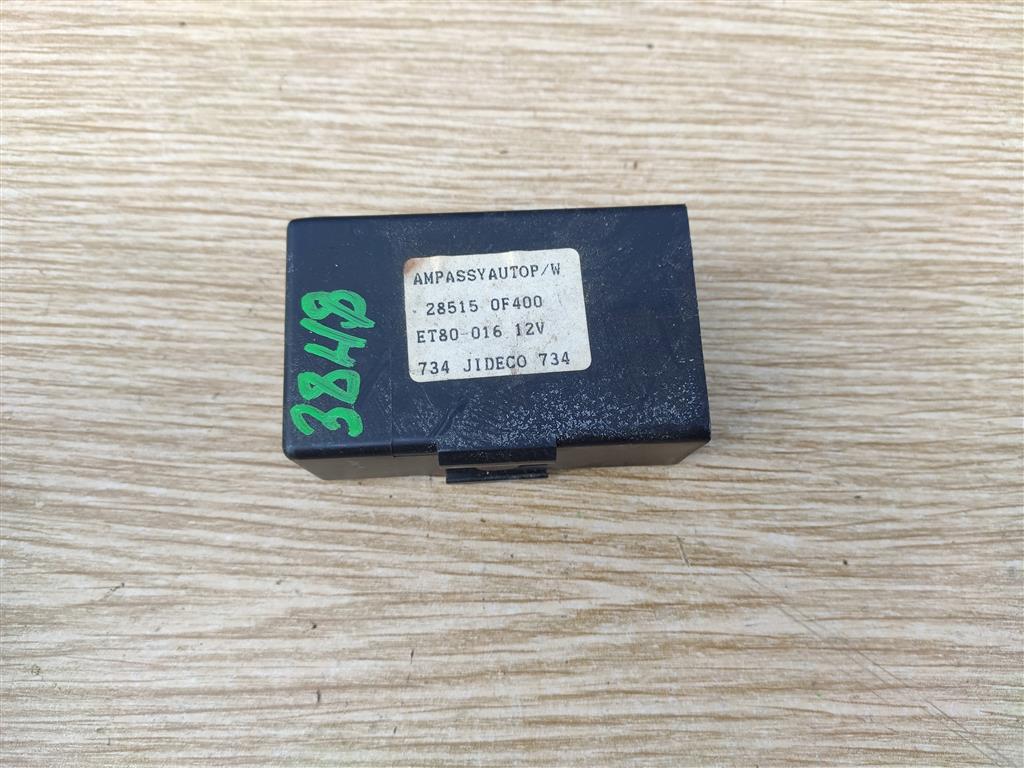 AMPASSYAUTOP/W
28515 0F400
ET80-016 12V
734 JIDECO 734
3848